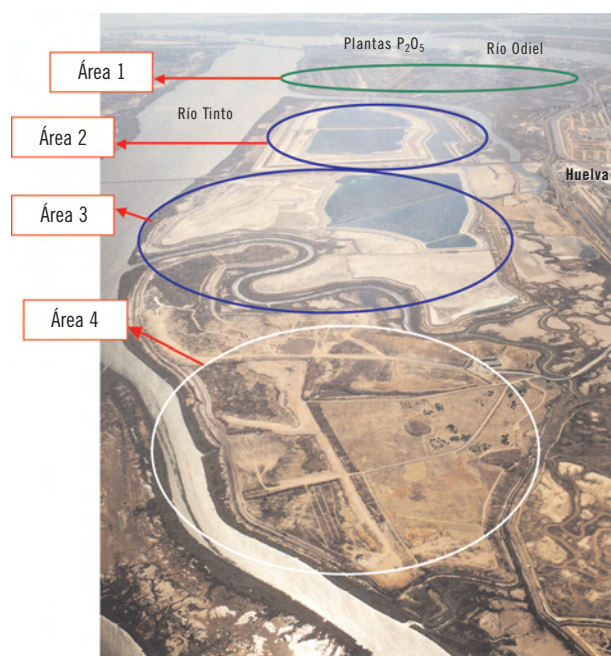 Plantas P₂O₅
Río Odiel
Área 1
Río Tinto
Área 2
Huelva
Área 3
Área 4